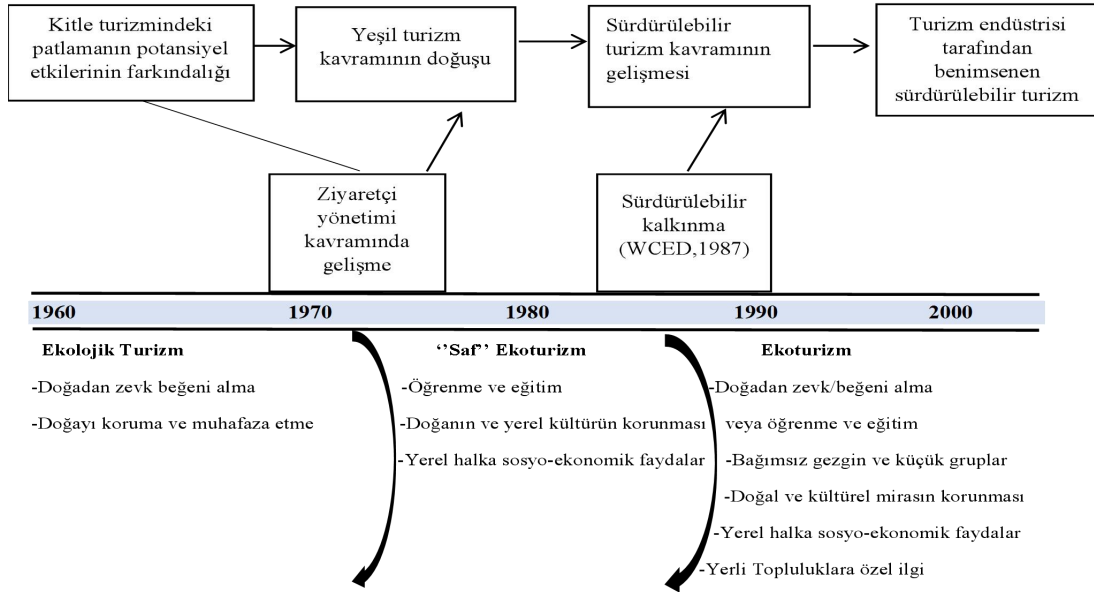 Kitle turizmindeki
patlamanın potansiyel
etkilerinin farkındalığı
Yeşil turizm
kavramının doğuşu
Sürdürülebilir
turizm kavramının
gelişmesi
Turizm endüstrisi
tarafından
benimsenen
sürdürülebilir turizm
Ziyaretçi
yönetimi
kavramında
gelişme
Sürdürülebilir
kalkınma
(WCED,1987)
1960 1970 1980 1990 2000
Ekolojik Turizm
-Doğadan zevk beğeni alma
-Doğayı koruma ve muhafaza etme
‘’Saf’’ Ekoturizm
-Öğrenme ve eğitim
-Doğanın ve yerel kültürün korunması
-Yerel halka sosyo-ekonomik faydalar
Ekoturizm
-Doğadan zevk/beğeni alma
veya öğrenme ve eğitim
-Bağımsız gezgin ve küçük gruplar
-Doğal ve kültürel mirasın korunması
-Yerel halka sosyo-ekonomik faydalar
-Yerli Topluluklara özel ilgi